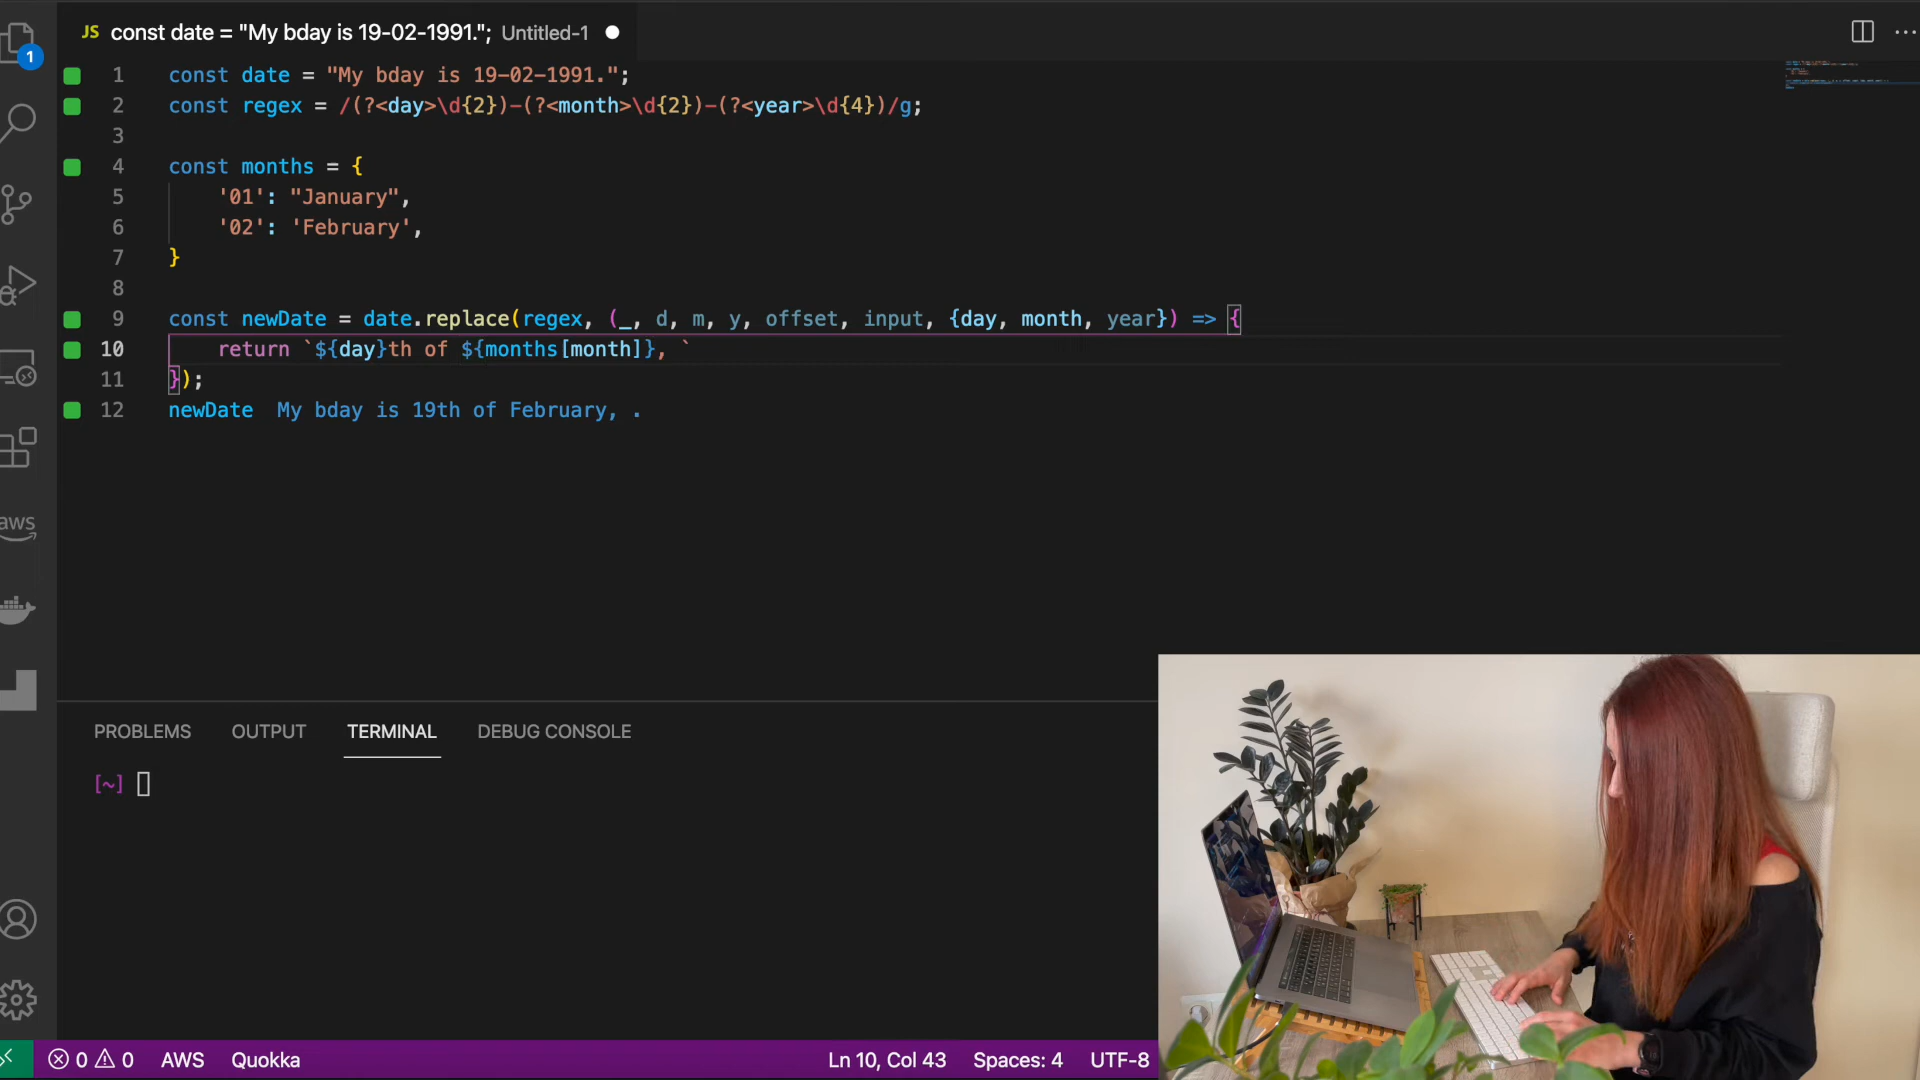 JS const date = "My bday is 19-02-1991."; Untitled-1
1
1 const date = "My bday is 19-02-1991.";
2 const regex = /(?<day>\d{2})-(?<month>\d{2})-(?<year>\d{4})/g;
3
4 const months = {
5 '01': "January",
6 '02': 'February',
7 }
8
9 const newDate = date.replace(regex, (_, d, m, y, offset, input, {day, month, year}) => {
10 return `${day}th of ${months[month]}, `
11 });
12 newDate My bday is 19th of February, .
aws
PROBLEMS OUTPUT TERMINAL DEBUG CONSOLE
[~]
0 0 AWS Quokka Ln 10, Col 43 Spaces: 4 UTF-8